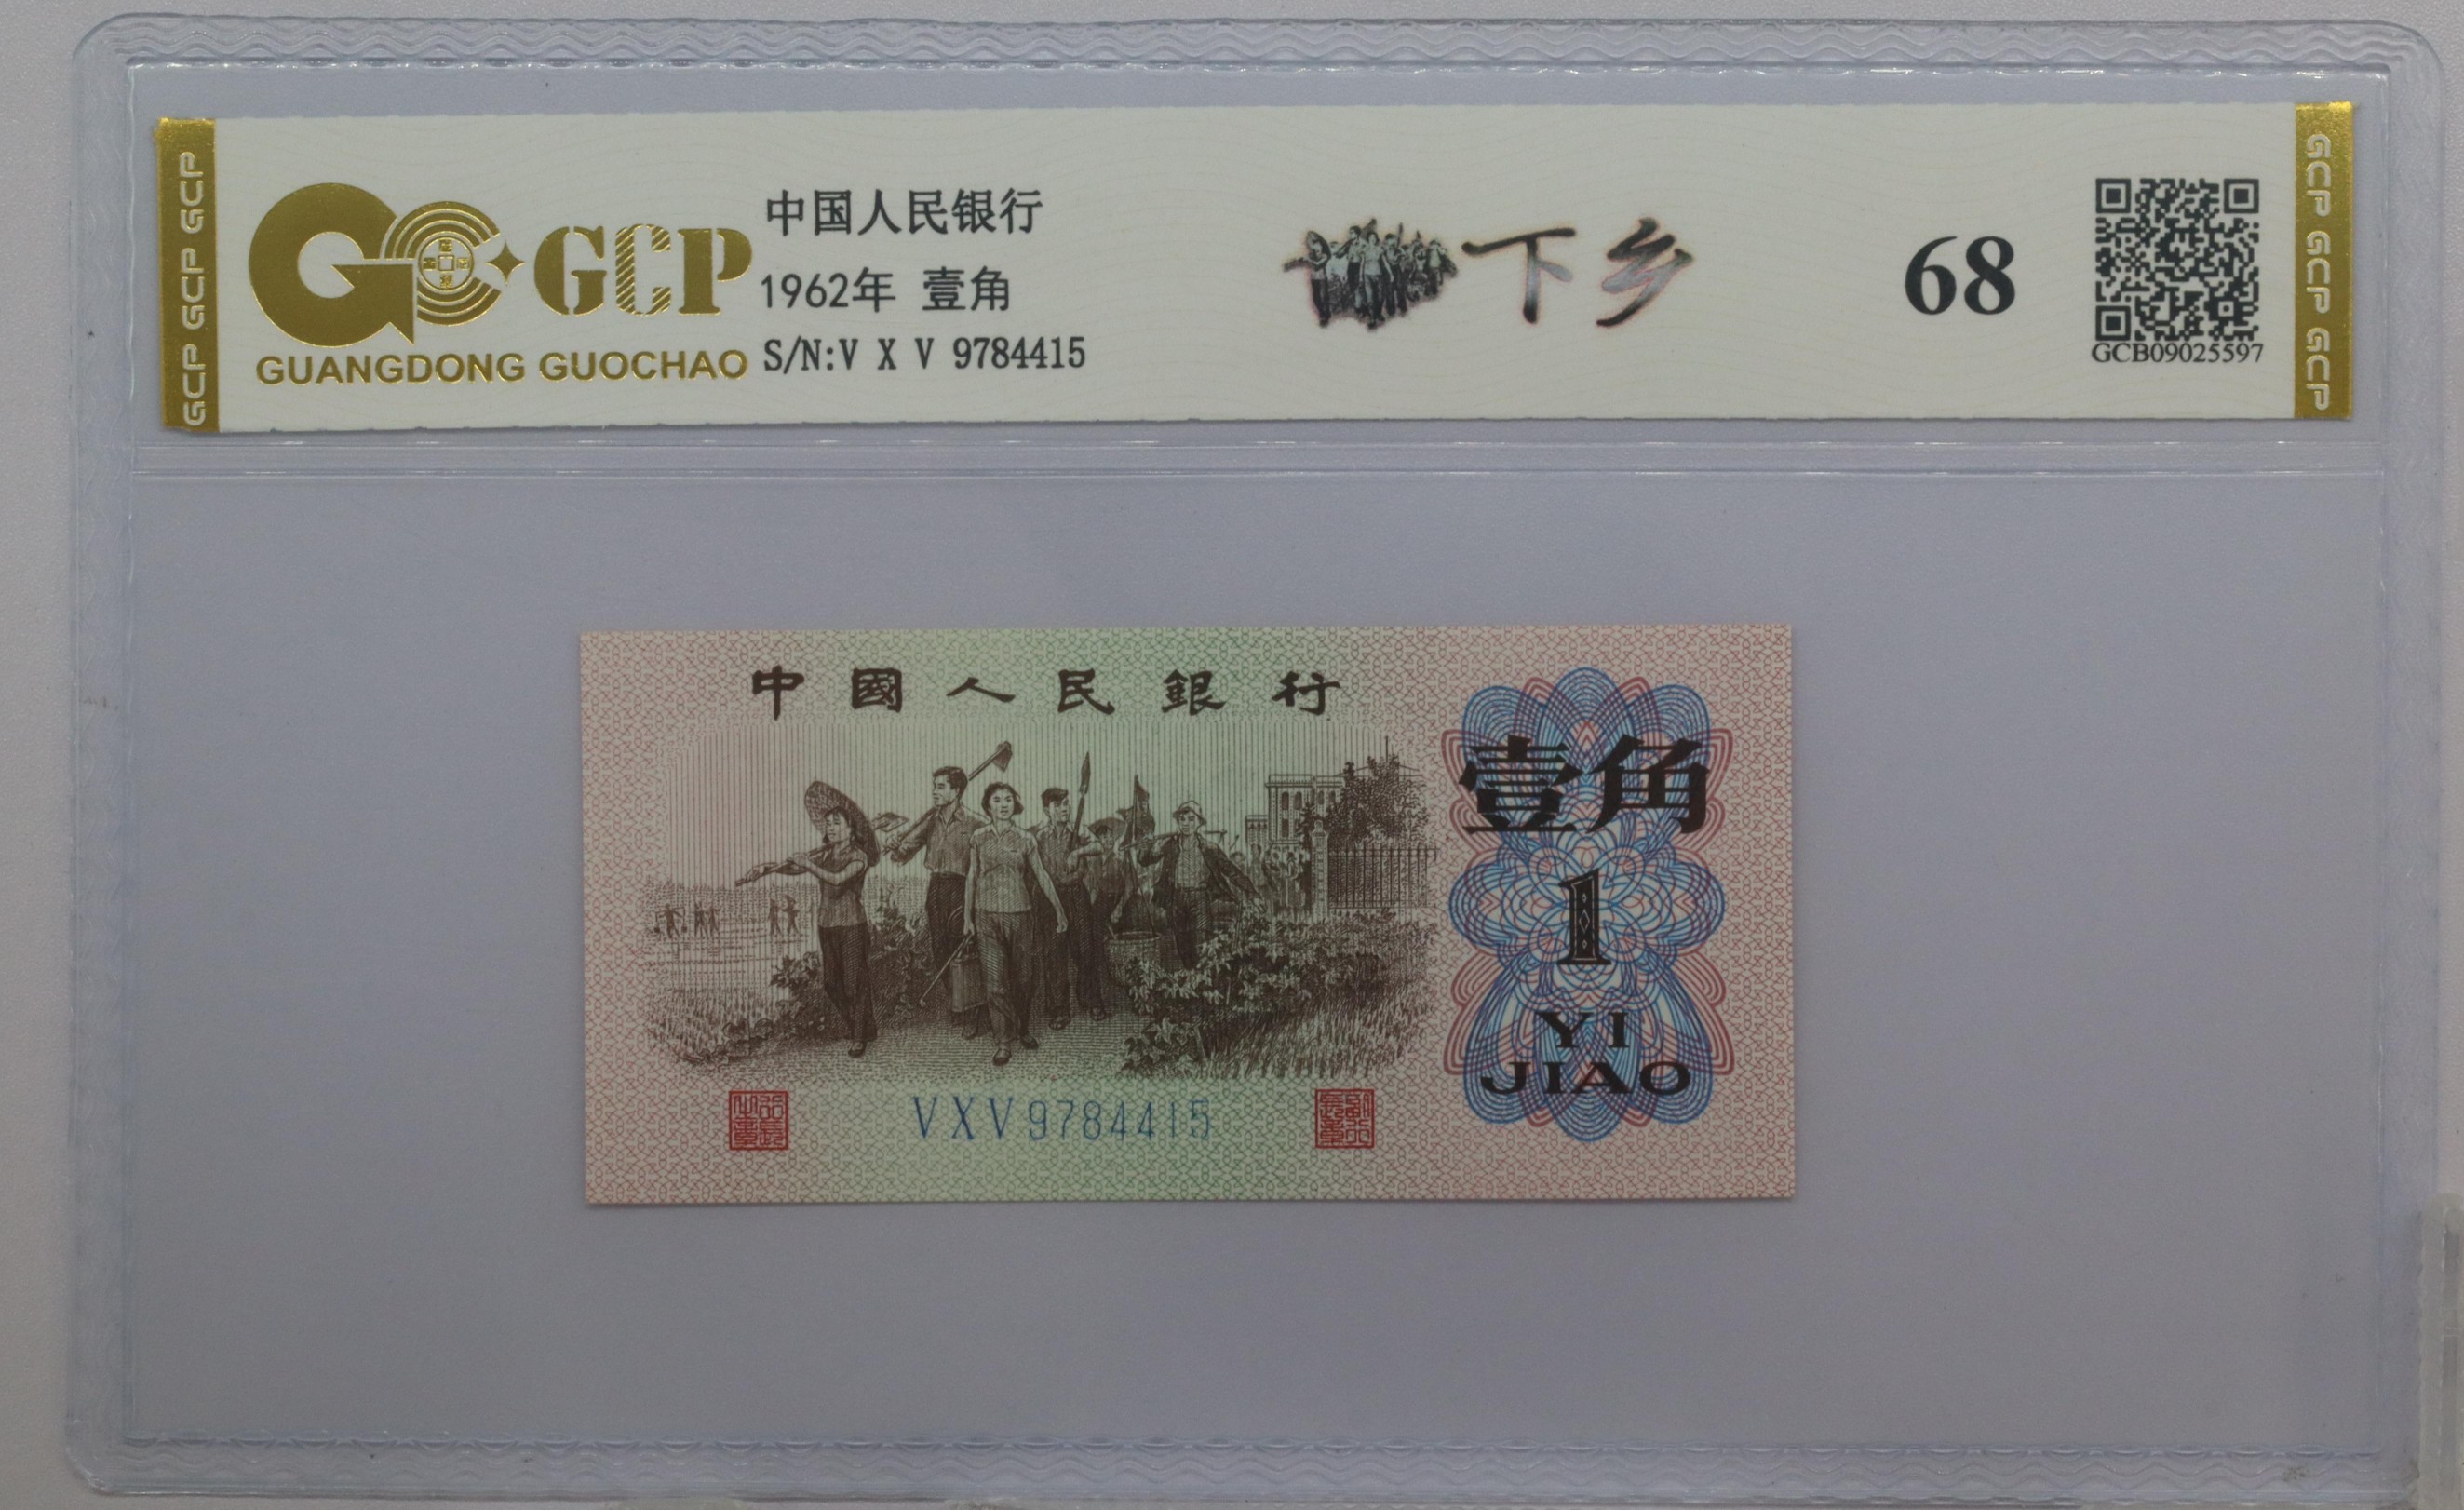 GCP GCP GCP
GCP
GUANGDONG GUOCHAO
中国人民银行
1962年 壹角
S/N:V X V 9784415
下乡
68
GCB09025597
GCP GCP GCP
中國人民銀行
壹角
1
YI
JIAO
VXV9784415